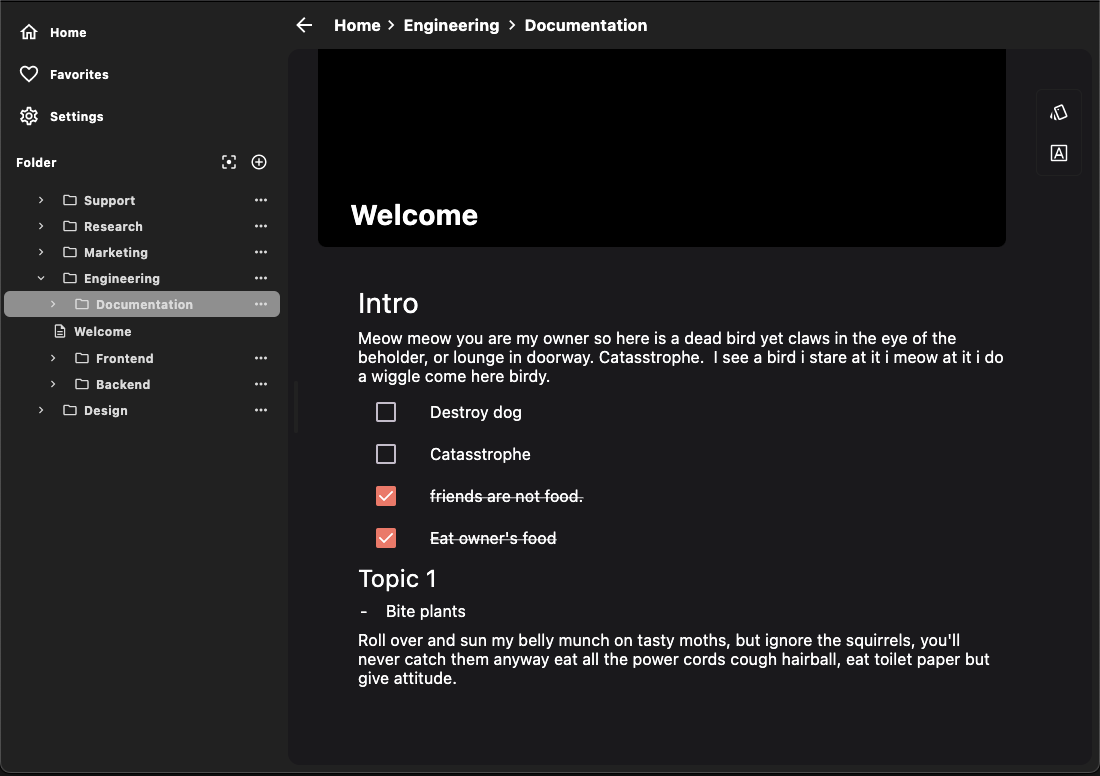 Home
Favorites
Settings
Folder
Support
Research
Marketing
Engineering
Documentation
Welcome
Frontend
Backend
Design
Home > Engineering > Documentation
Welcome
Intro
Meow meow you are my owner so here is a dead bird yet claws in the eye of the
beholder, or lounge in doorway. Catasstrophe.  I see a bird i stare at it i meow at it i do
a wiggle come here birdy.
Destroy dog
Catasstrophe
friends are not food.
Eat owner's food
Topic 1
- Bite plants
Roll over and sun my belly munch on tasty moths, but ignore the squirrels, you'll
never catch them anyway eat all the power cords cough hairball, eat toilet paper but
give attitude.
A